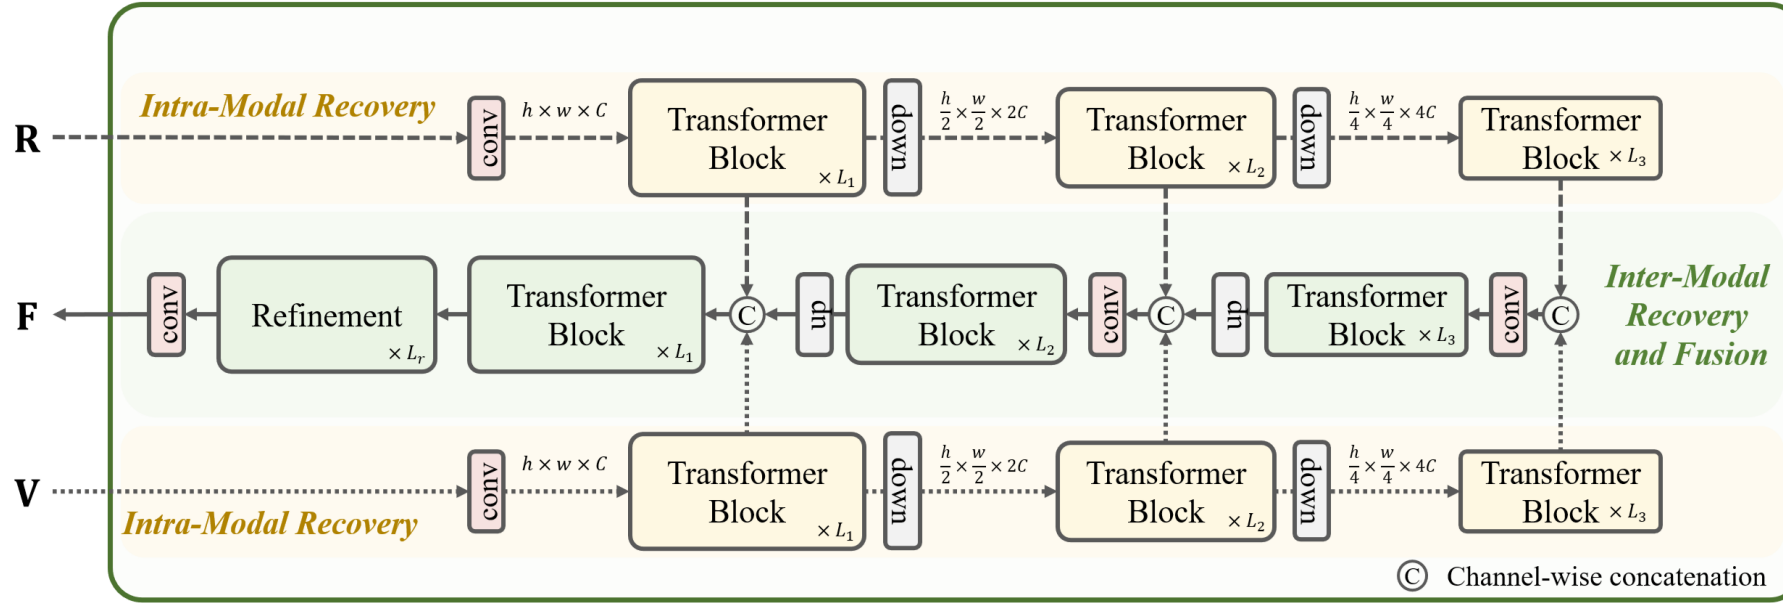 Intra-Modal Recovery
R
conv
h × w × C
Transformer Block × L₁
down
h/2 × w/2 × 2C
Transformer Block × L₂
down
h/4 × w/4 × 4C
Transformer Block × L₃
F
conv
Refinement × Lᵣ
Transformer Block × L₁
C
up
Transformer Block × L₂
conv
C
up
Transformer Block × L₃
conv
C
Inter-Modal
Recovery
and Fusion
V
Intra-Modal Recovery
conv
h × w × C
Transformer Block × L₁
down
h/2 × w/2 × 2C
Transformer Block × L₂
down
h/4 × w/4 × 4C
Transformer Block × L₃
C Channel-wise concatenation